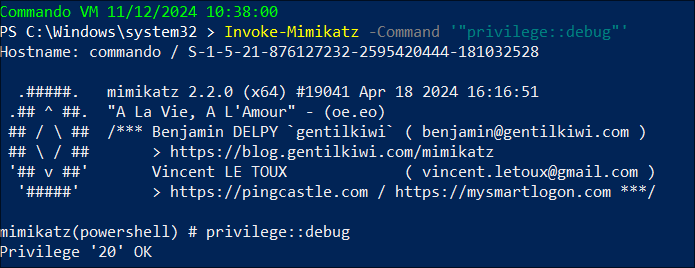 Commando VM 11/12/2024 10:38:00
PS C:\Windows\system32 > Invoke-Mimikatz -Command '"privilege::debug"'
Hostname: commando / S-1-5-21-876127232-2595420444-181032528

  .#####.   mimikatz 2.2.0 (x64) #19041 Apr 18 2024 16:16:51
 .## ^ ##.  "A La Vie, A L'Amour" - (oe.eo)
 ## / \ ##  /*** Benjamin DELPY `gentilkiwi` ( benjamin@gentilkiwi.com )
 ## \ / ##       > https://blog.gentilkiwi.com/mimikatz
 '## v ##'       Vincent LE TOUX             ( vincent.letoux@gmail.com )
  '#####'        > https://pingcastle.com / https://mysmartlogon.com ***/

mimikatz(powershell) # privilege::debug
Privilege '20' OK